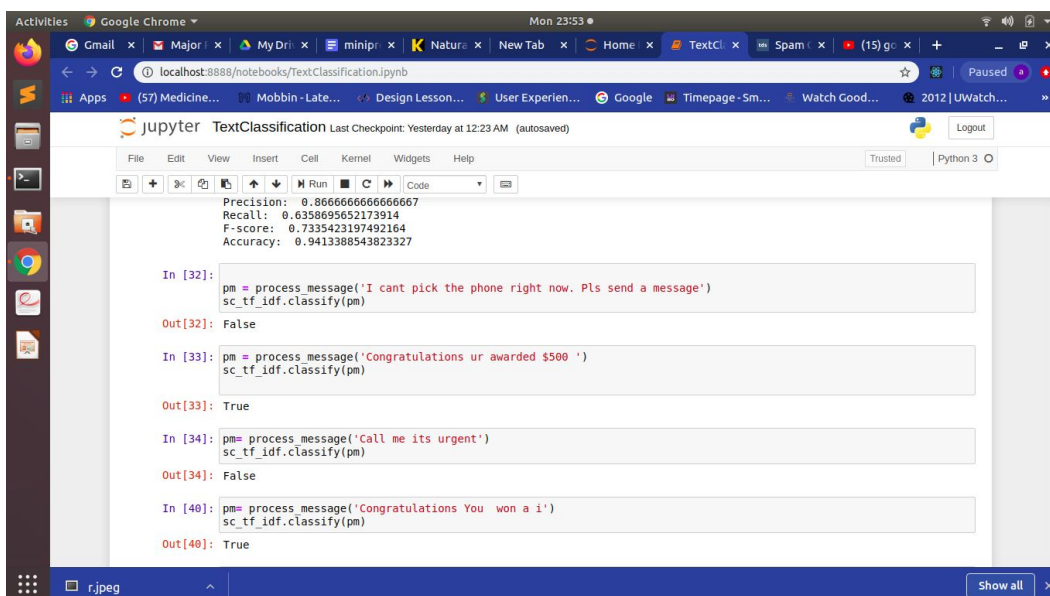 Activities Google Chrome Mon 23:53
Gmail Major F My Driv minipro Natura New Tab Home TextCl Spam C (15) go
localhost:8888/notebooks/TextClassification.ipynb Paused a
Apps (57) Medicine... Mobbin - Late... Design Lesson... User Experien... Google Timepage - Sm... Watch Good... 2012 | UWatch... »
jupyter TextClassification Last Checkpoint: Yesterday at 12:23 AM (autosaved) Logout
File Edit View Insert Cell Kernel Widgets Help Trusted Python 3
Run Code
Precision: 0.8666666666666667
Recall: 0.6358695652173914
F-score: 0.7335423197492164
Accuracy: 0.9413388543823327
In [32]:
pm = process_message('I cant pick the phone right now. Pls send a message')
sc_tf_idf.classify(pm)
Out[32]: False
In [33]: pm = process_message('Congratulations ur awarded $500 ')
sc_tf_idf.classify(pm)
Out[33]: True
In [34]: pm= process_message('Call me its urgent')
sc_tf_idf.classify(pm)
Out[34]: False
In [40]: pm= process_message('Congratulations You  won a i')
sc_tf_idf.classify(pm)
Out[40]: True
r.jpeg Show all